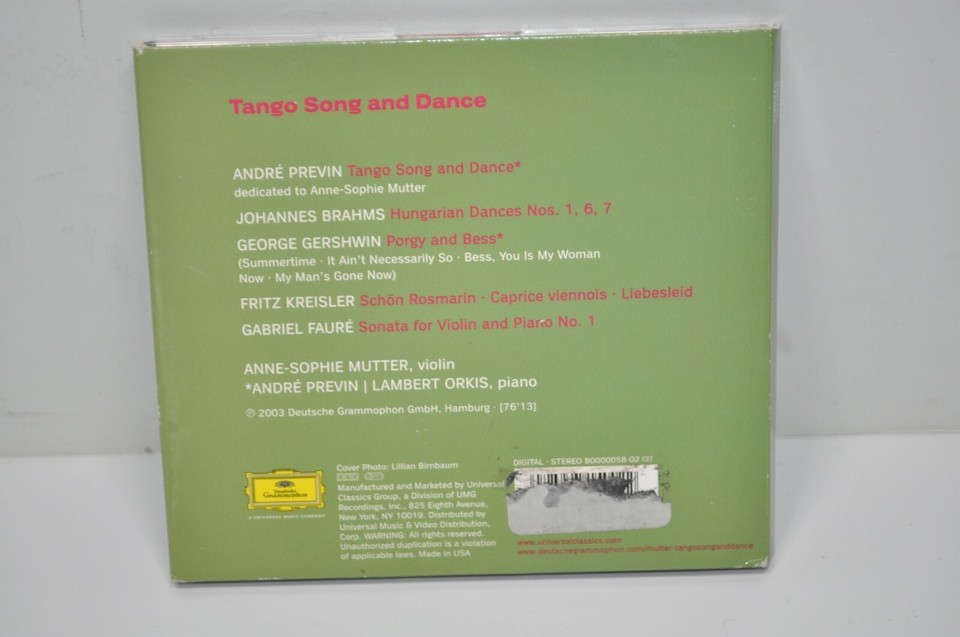 Tango Song and Dance
ANDRÉ PREVIN Tango Song and Dance*
dedicated to Anne-Sophie Mutter
JOHANNES BRAHMS Hungarian Dances Nos. 1, 6, 7
GEORGE GERSHWIN Porgy and Bess*
(Summertime · It Ain't Necessarily So · Bess, You Is My Woman
Now · My Man's Gone Now)
FRITZ KREISLER Schön Rosmarin · Caprice viennois · Liebesleid
GABRIEL FAURÉ Sonata for Violin and Piano No. 1
ANNE-SOPHIE MUTTER, violin
*ANDRÉ PREVIN | LAMBERT ORKIS, piano
℗ 2003 Deutsche Grammophon GmbH, Hamburg · [76'13]
Deutsche
Grammophon
A UNIVERSAL MUSIC COMPANY
Cover Photo: Lillian Birnbaum
Manufactured and Marketed by Universal
Classics Group, a Division of UMG
Recordings, Inc., 825 Eighth Avenue,
New York, NY 10019. Distributed by
Universal Music & Video Distribution,
Corp. WARNING: All rights reserved.
Unauthorized duplication is a violation
of applicable laws. Made in USA
DIGITAL · STEREO B0000058-02
www.universalclassics.com
www.deutschegrammophon.com/mutter-tangosonganddance